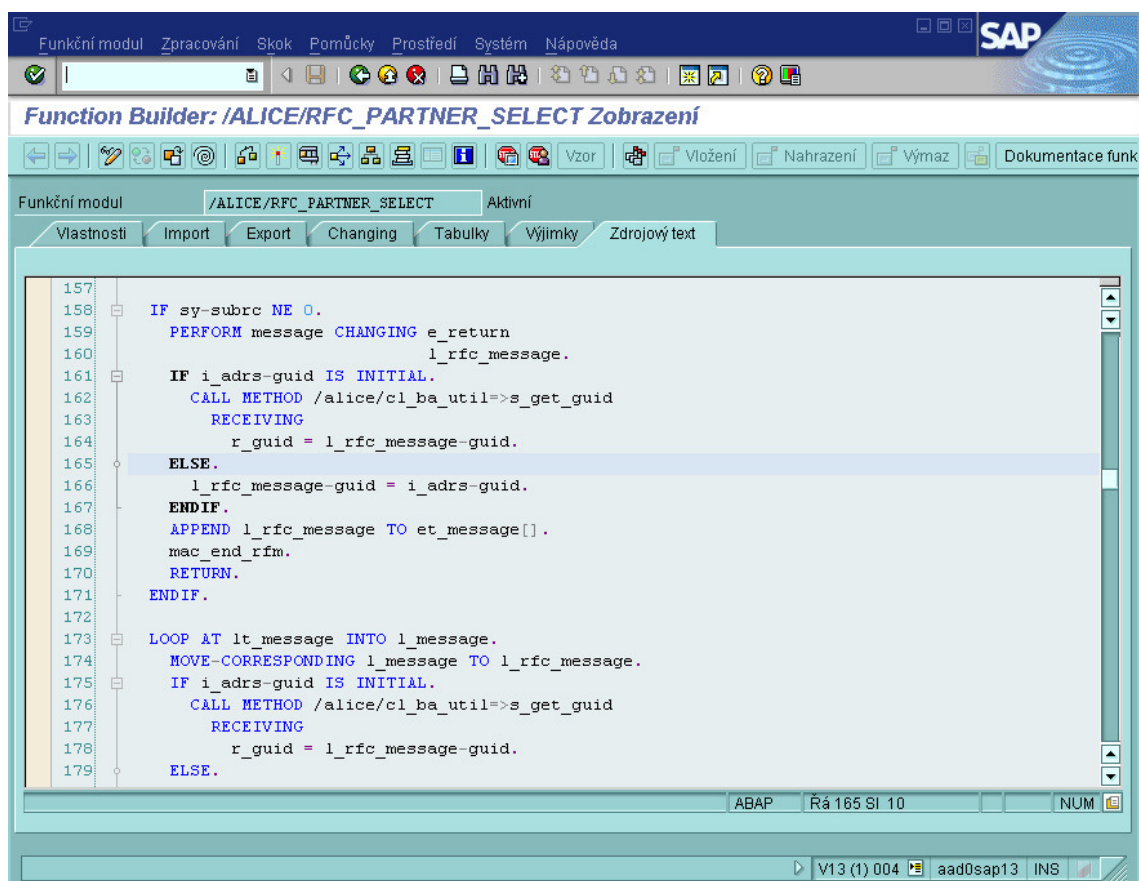 Funkční modul Zpracování Skok Pomůcky Prostředí Systém Nápověda
SAP
Function Builder: /ALICE/RFC_PARTNER_SELECT Zobrazení
Vzor Vložení Nahrazení Výmaz Dokumentace funk
Funkční modul /ALICE/RFC_PARTNER_SELECT Aktivní
Vlastnosti Import Export Changing Tabulky Výjimky Zdrojový text
157
158 IF sy-subrc NE 0.
159 PERFORM message CHANGING e_return
160 l_rfc_message.
161 IF i_adrs-guid IS INITIAL.
162 CALL METHOD /alice/cl_ba_util=>s_get_guid
163 RECEIVING
164 r_guid = l_rfc_message-guid.
165 ELSE.
166 l_rfc_message-guid = i_adrs-guid.
167 ENDIF.
168 APPEND l_rfc_message TO et_message[].
169 mac_end_rfm.
170 RETURN.
171 ENDIF.
172
173 LOOP AT lt_message INTO l_message.
174 MOVE-CORRESPONDING l_message TO l_rfc_message.
175 IF i_adrs-guid IS INITIAL.
176 CALL METHOD /alice/cl_ba_util=>s_get_guid
177 RECEIVING
178 r_guid = l_rfc_message-guid.
179 ELSE.
ABAP Řá 165 Sl 10 NUM
V13 (1) 004 aad0sap13 INS